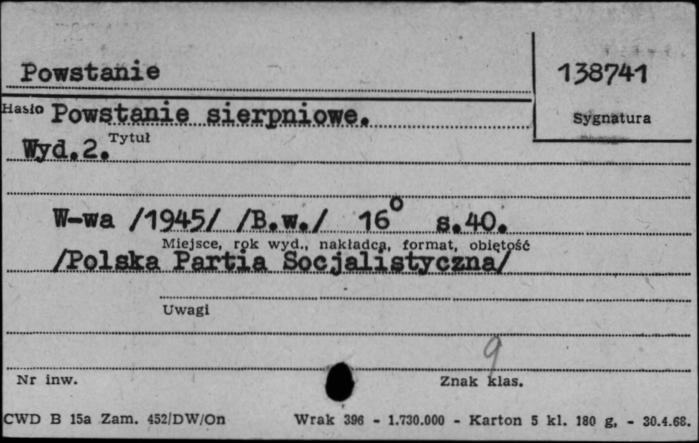 Powstanie
138741
Hasło Powstanie sierpniowe.
Sygnatura
Tytuł
Wyd.2.
W-wa /1945/ /B.w./ 16° s.40.
Miejsce, rok wyd., nakładca, format, objętość
/Polska Partia Socjalistyczna/
Uwagi
9
Nr inw.
Znak klas.
CWD B 15a Zam. 452/DW/On Wrak 396 - 1.730.000 - Karton 5 kl. 180 g. - 30.4.68.